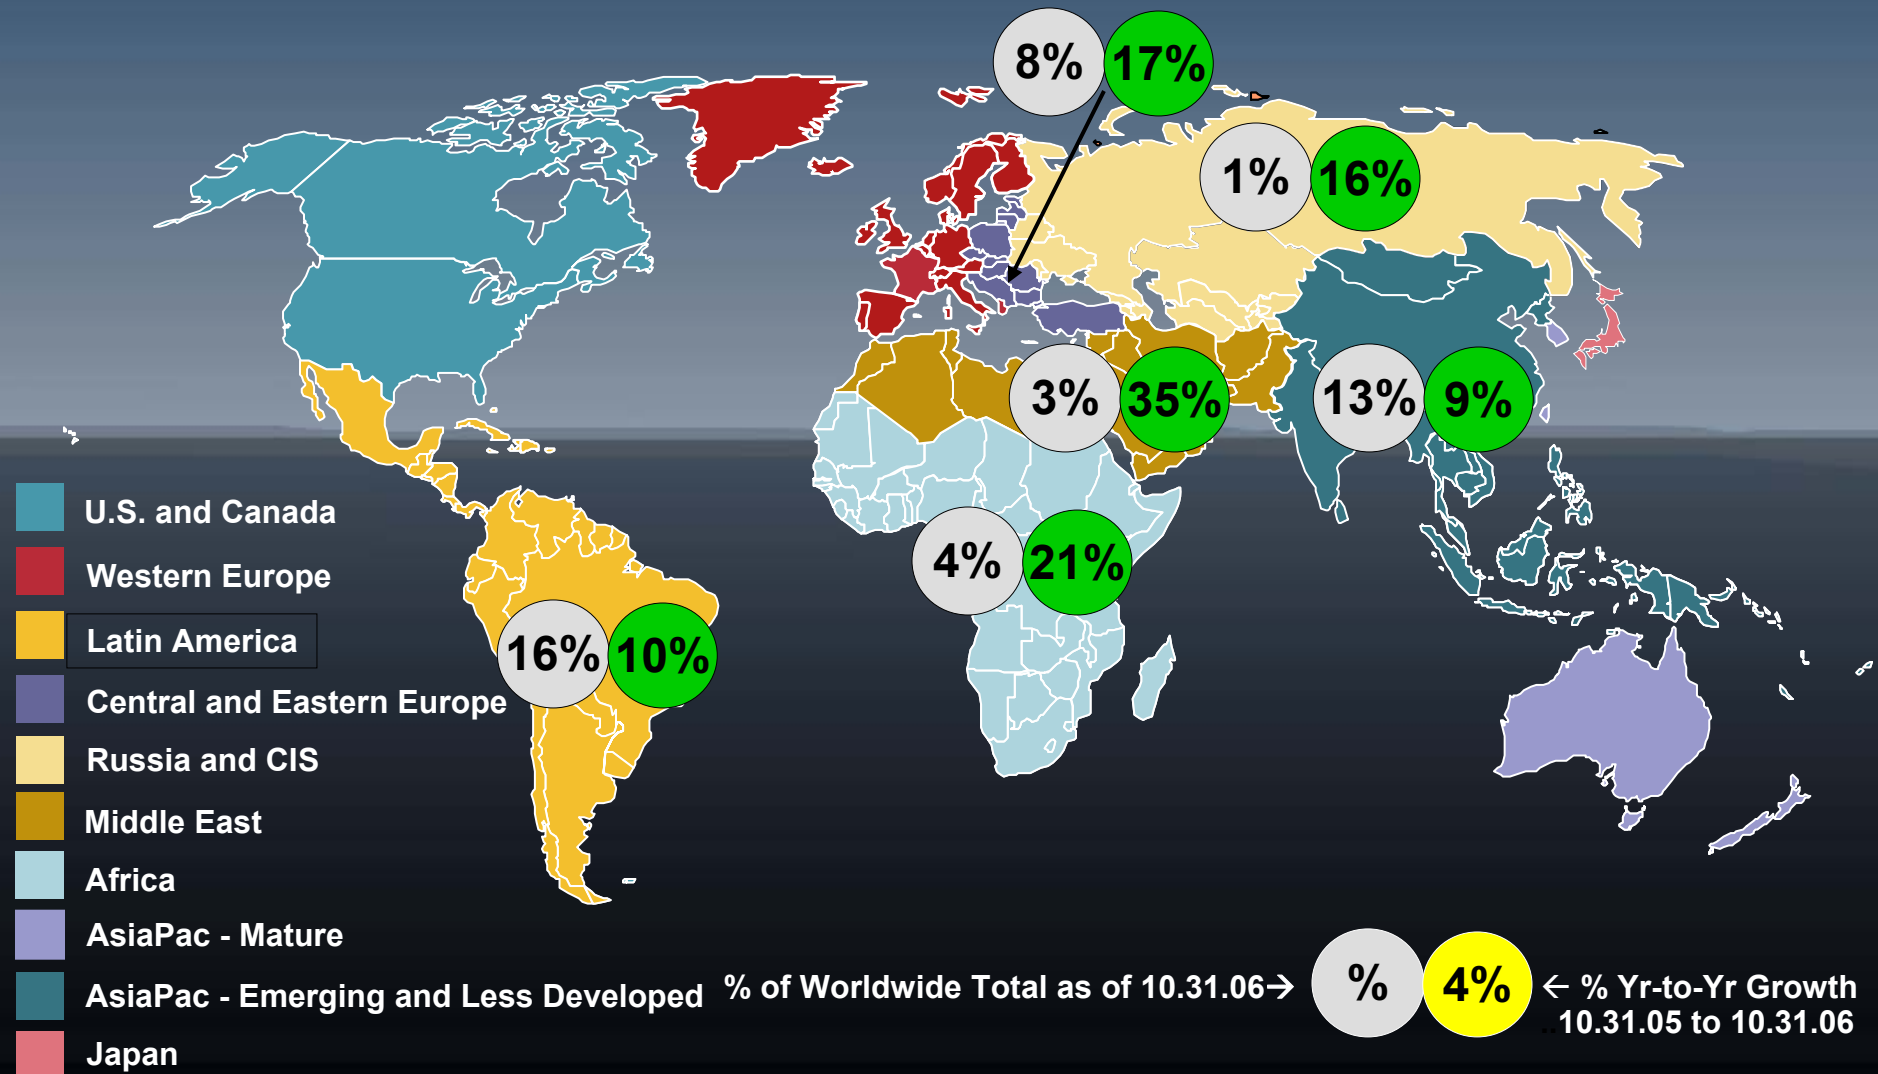 8% 17%
1% 16%
3% 35%
13% 9%
4% 21%
16% 10%
U.S. and Canada
Western Europe
Latin America
Central and Eastern Europe
Russia and CIS
Middle East
Africa
AsiaPac - Mature
AsiaPac - Emerging and Less Developed
Japan
% of Worldwide Total as of 10.31.06→ % 4% ← % Yr-to-Yr Growth
..10.31.05 to 10.31.06